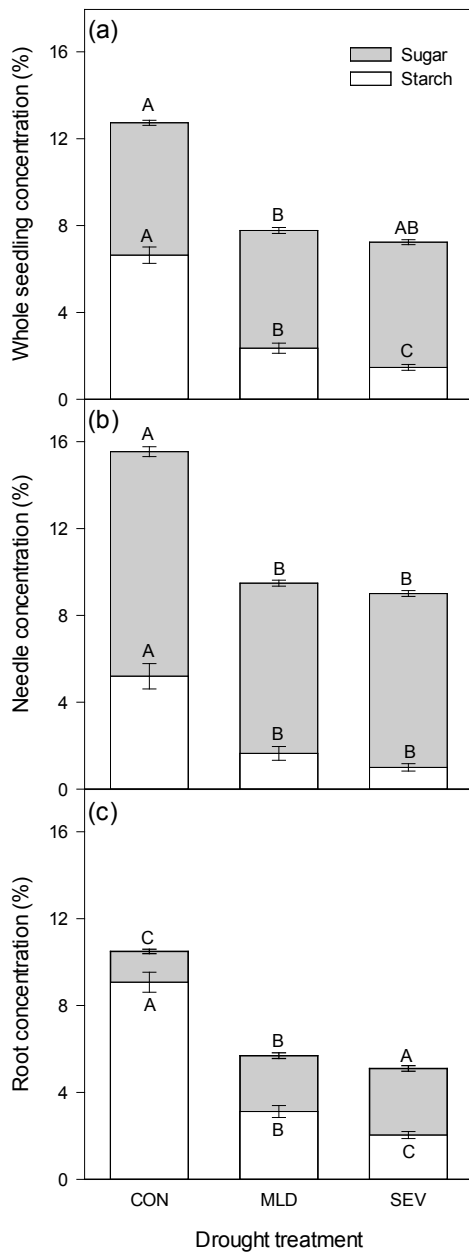 (a)
Sugar
Starch
Whole seedling concentration (%)
16
12
8
4
0
A
A
B
B
AB
C
(b)
Needle concentration (%)
16
12
8
4
0
A
A
B
B
B
B
(c)
Root concentration (%)
16
12
8
4
0
C
A
B
B
A
C
CON MLD SEV
Drought treatment